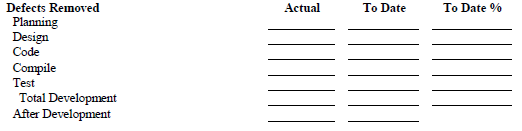 Defects Removed Actual To Date To Date %
Planning
Design
Code
Compile
Test
Total Development
After Development